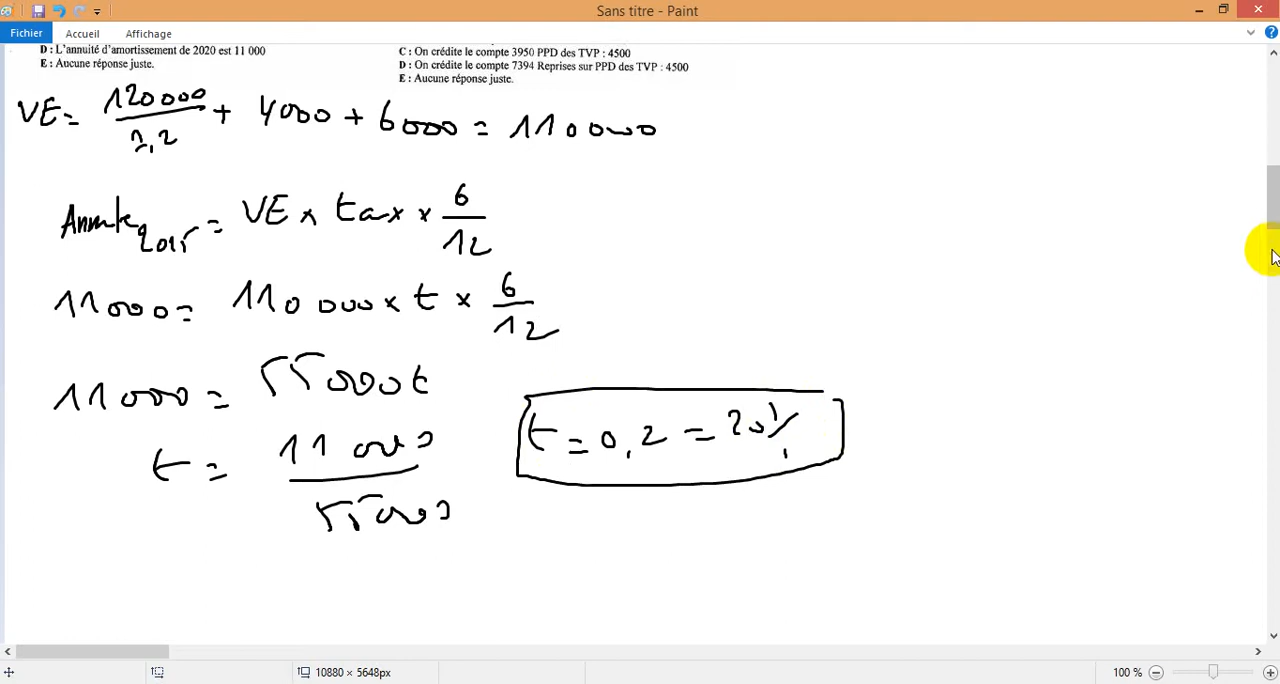 Sans titre - Paint
Fichier Accueil Affichage
D : L'annuité d'amortissement de 2020 est 11 000
E : Aucune réponse juste.
C : On crédite le compte 3950 PPD des TVP : 4500
D : On crédite le compte 7394 Reprises sur PPD des TVP : 4500
E : Aucune réponse juste.
VE = 120000 / 1,2 + 4000 + 6000 = 110000
Annuité 2015 = VE × taux × 6/12
11000 = 110 000 × t × 6/12
11000 = 55000t
t = 11000 / 55000
t = 0,2 = 20%
10880 × 5648px 100 %